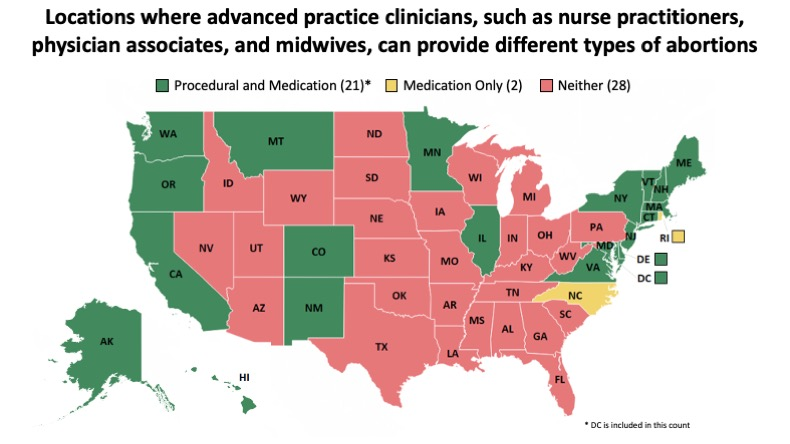 Locations where advanced practice clinicians, such as nurse practitioners,
physician associates, and midwives, can provide different types of abortions
Procedural and Medication (21)* Medication Only (2) Neither (28)
WA
MT
ND
MN
ME
OR
ID
SD
WI
VT
NH
WY
MI
NY
MA
CT
IA
NE
PA
NJ
RI
NV
UT
CO
IL
IN
OH
MD
DE
CA
KS
MO
WV
VA
DC
KY
AZ
NM
OK
TN
NC
AR
SC
MS
AL
GA
AK
TX
LA
HI
FL
* DC is included in this count